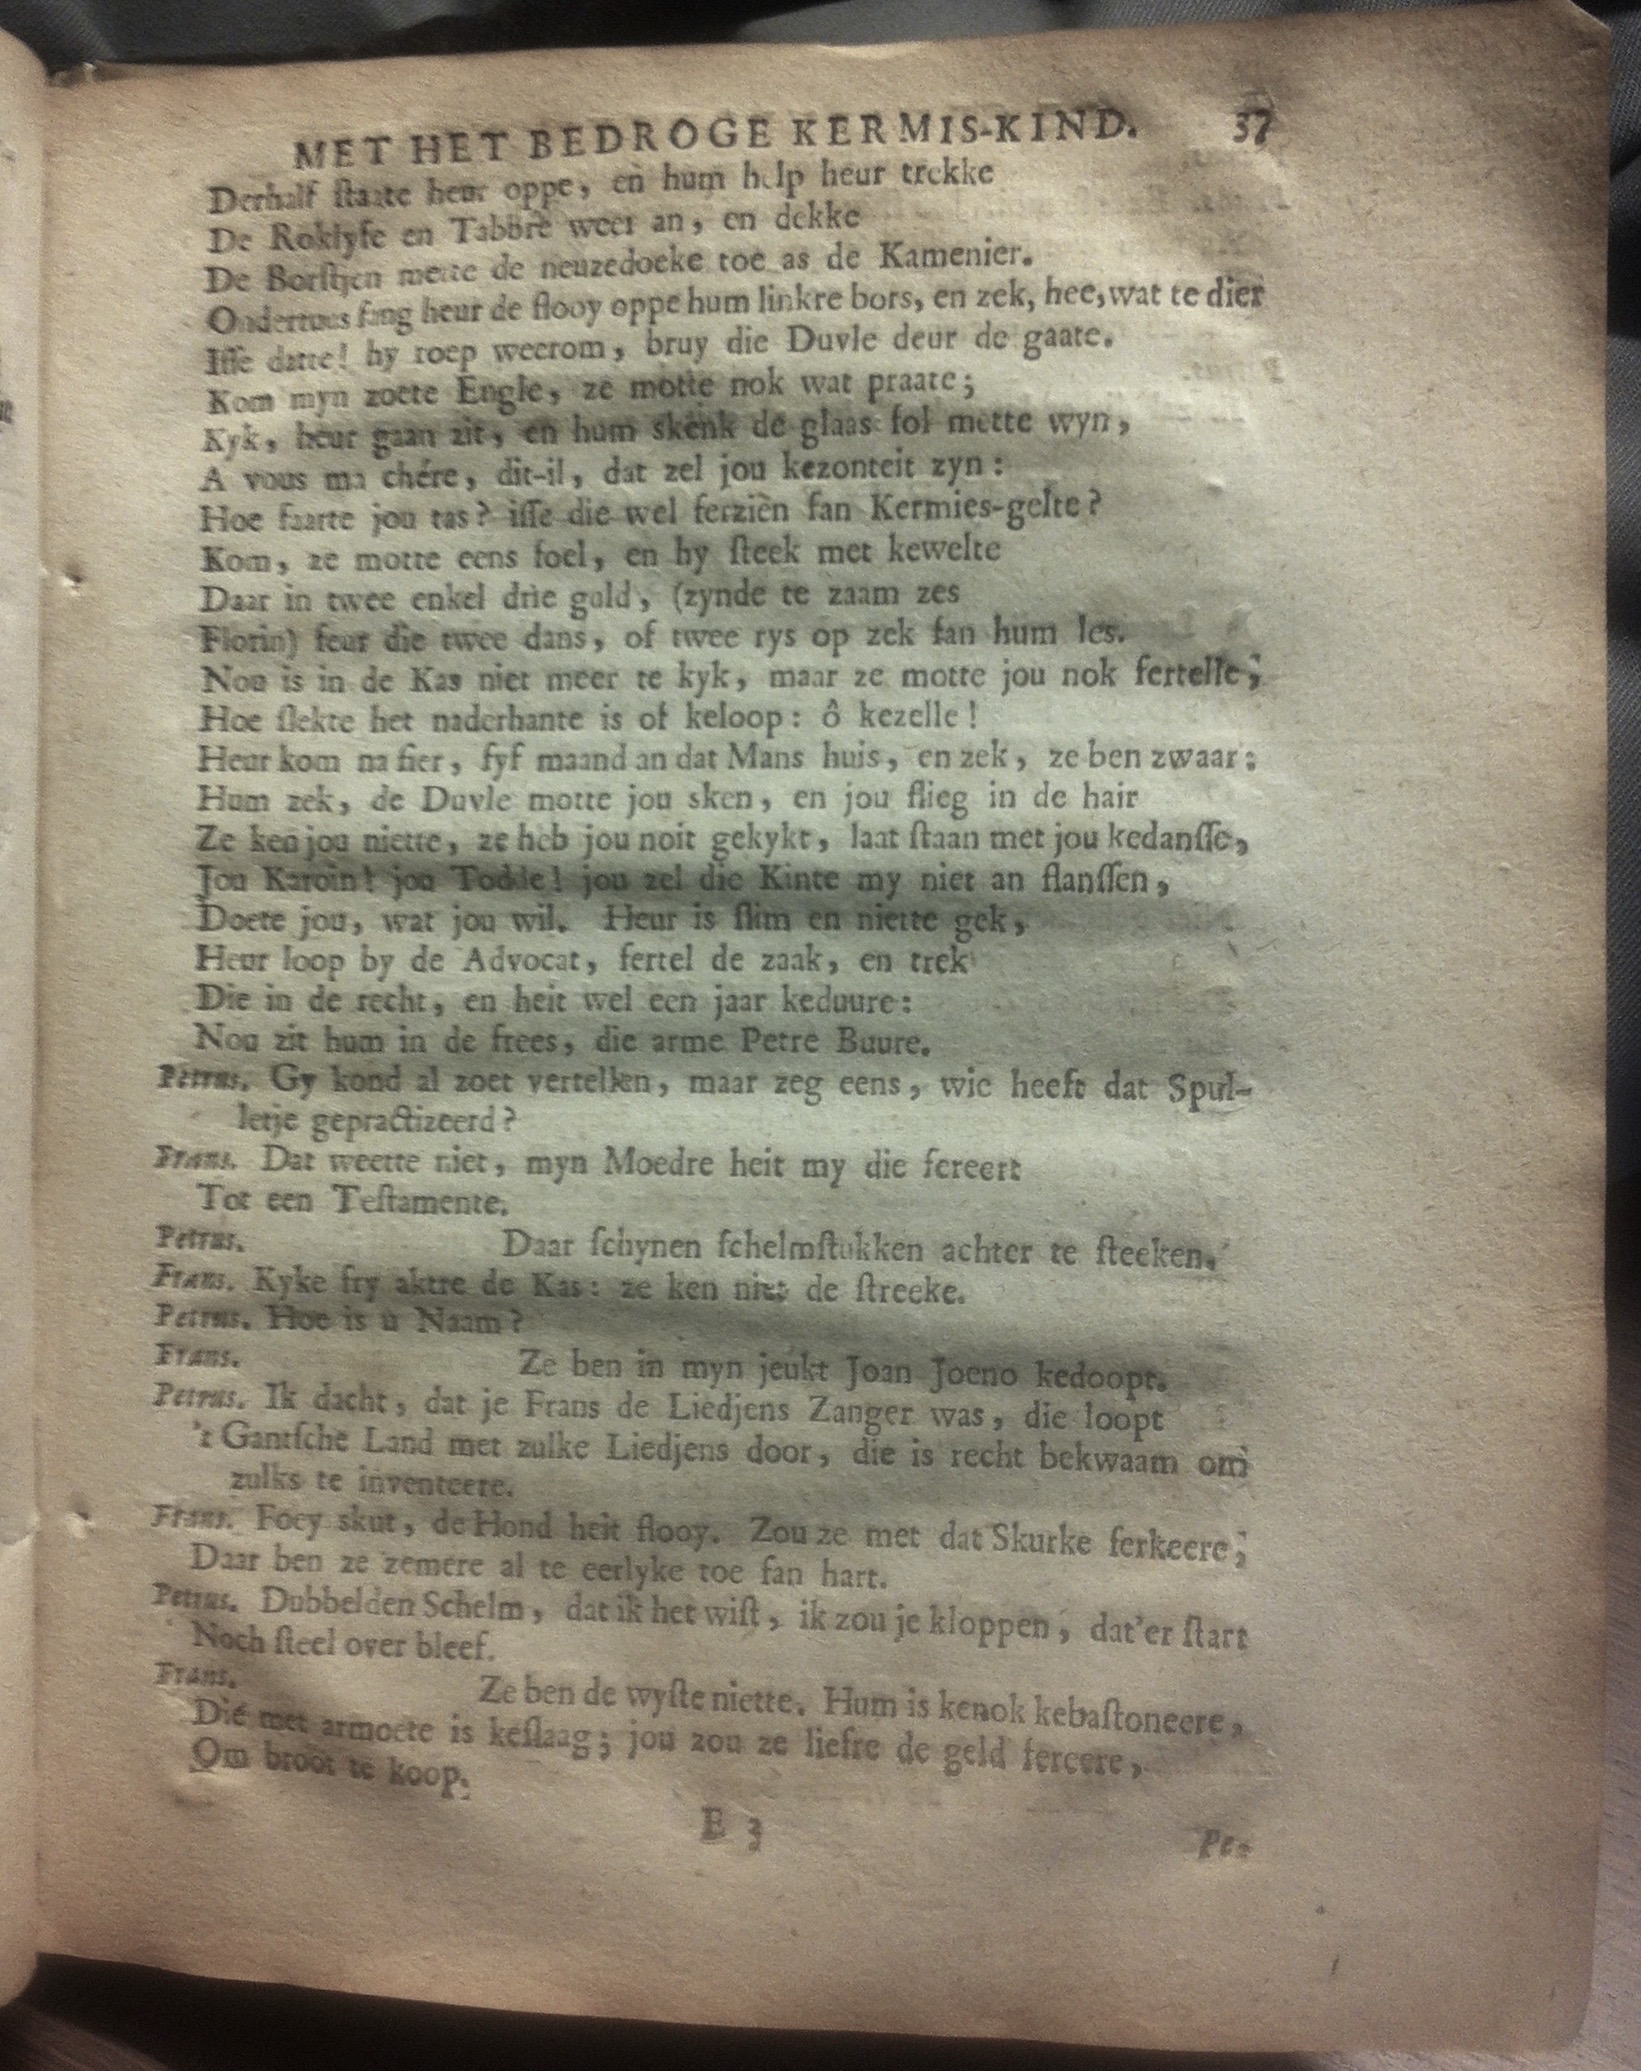 MET HET BEDROGE KERMIS-KIND. 37
Derhalf ſtaate heur oppe, en hum help heur trekke
De Roklyfe en Tabbre weer an, en dekke
De Borſtjen mette de neuzedoeke toe as de Kamenier.
Ondertuus fang heur de flooy oppe hum linkre bors, en zek, hee, wat te dier
Iſſe datte! hy roep weerom, bruy die Duvle deur de gaate.
Kom myn zoete Engle, ze motte nok wat praate;
Kyk, heur gaan zit, en hum skenk de glaas fol mette wyn,
A vous ma chére, dit-il, dat zel jou kezonteit zyn:
Hoe faarte jou tas? iſſe die wel ferzièn fan Kermies-gelte?
Kom, ze motte eens foel, en hy ſteek met kewelte
Daar in twee enkel drie guld, (zynde te zaam zes
Florin) feur die twee dans, of twee rys op zek fan hum les.
Nou is in de Kas niet meer te kyk, maar ze motte jou nok fertelle;
Hoe ſlekte het naderhante is of keloop: ô kezelle!
Heur kom na fier, fyf maand an dat Mans huis, en zek, ze ben zwaar:
Hum zek, de Duvle motte jou sken, en jou flieg in de hair
Ze ken jou niette, ze heb jou noit gekykt, laat ſtaan met jou kedanſſe,
Jou Karoin! jou Todde! jou zel die Kinte my niet an flanſſen,
Doete jou, wat jou wil. Heur is ſlim en niette gek,
Heur loop by de Advocat, fertel de zaak, en trek
Die in de recht, en heit wel een jaar keduure:
Nou zit hum in de frees, die arme Petre Buure.
Petrus. Gy kond al zoet vertellen, maar zeg eens, wie heeft dat Spul-
letje gepractizeerd?
Frans. Dat weette niet, myn Moedre heit my die fereert
Tot een Teſtamente.
Petrus. Daar ſchynen ſchelmſtukken achter te ſteeken.
Frans. Kyke fry aktre de Kas: ze ken niet de ſtreeke.
Petrus. Hoe is u Naam?
Frans. Ze ben in myn jeukt Joan Joeno kedoopt.
Petrus. Ik dacht, dat je Frans de Liedjens Zanger was, die loopt
't Gantſche Land met zulke Liedjens door, die is recht bekwaam om
zulks te inventeere.
Frans. Foey skut, de Hond heit flooy. Zou ze met dat Skurke ferkeere;
Daar ben ze zemere al te eerlyke toe fan hart.
Petrus. Dubbelden Schelm, dat ik het wiſt, ik zou je kloppen, dat'er ſtart
Noch ſteel over bleef.
Frans. Ze ben de wyſte niette. Hum is kenok kebaſtoneere,
Die met armoete is keſlaag; jou zou ze liefre de geld fereere,
Om broot te koop.
E 3 Pe-